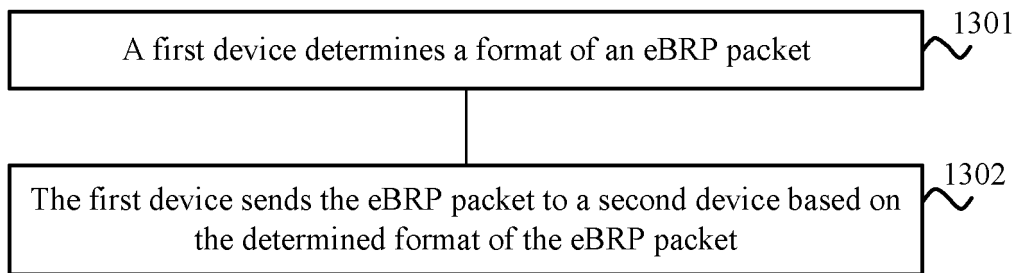 1301
A first device determines a format of an eBRP packet
1302
The first device sends the eBRP packet to a second device based on
the determined format of the eBRP packet